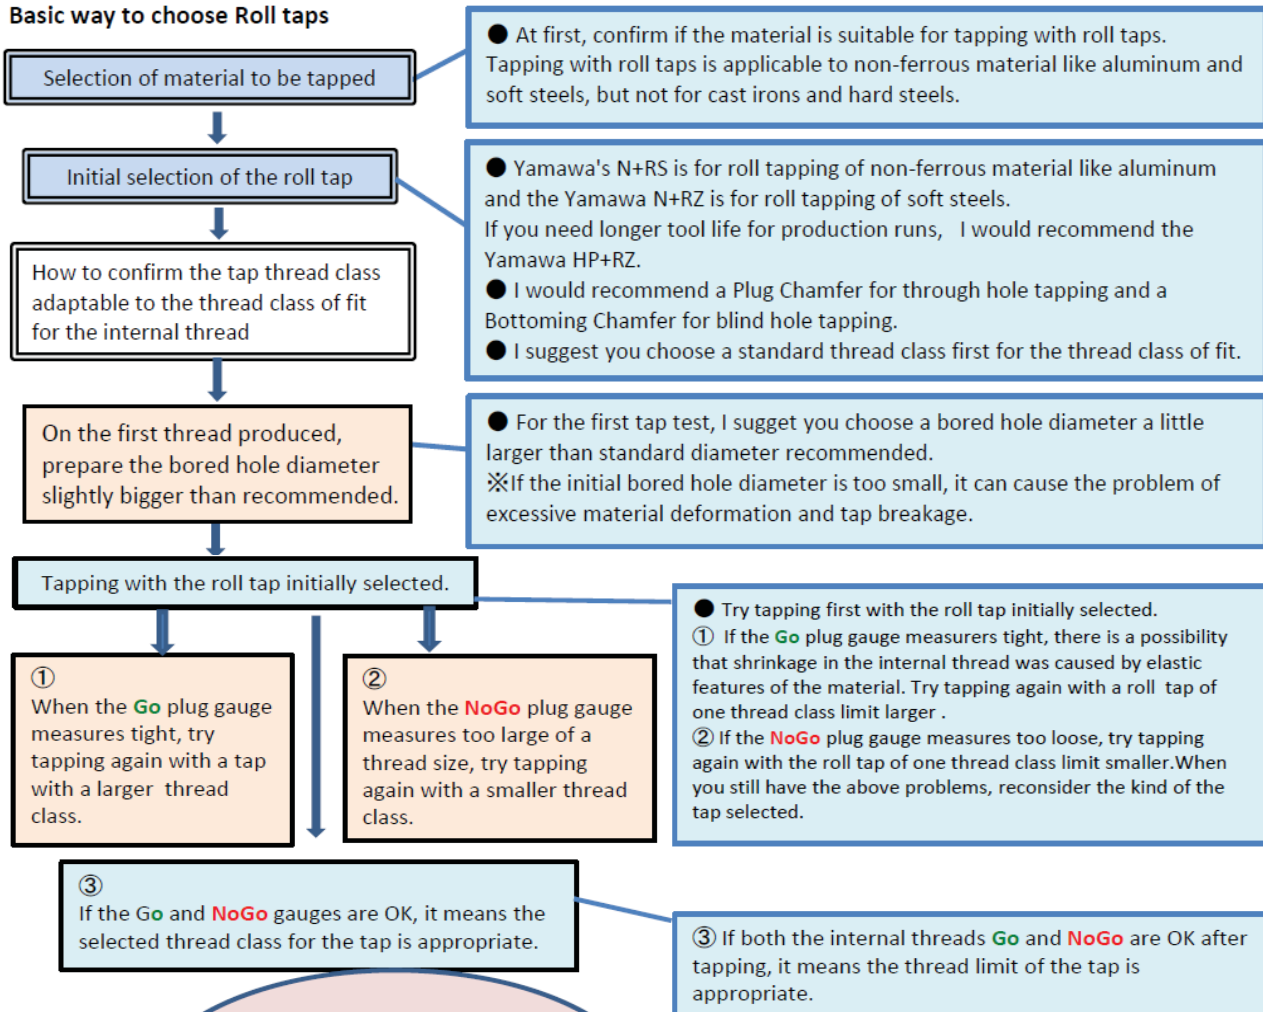 Basic way to choose Roll taps
Selection of material to be tapped
● At first, confirm if the material is suitable for tapping with roll taps.
Tapping with roll taps is applicable to non-ferrous material like aluminum and
soft steels, but not for cast irons and hard steels.
Initial selection of the roll tap
● Yamawa's N+RS is for roll tapping of non-ferrous material like aluminum
and the Yamawa N+RZ is for roll tapping of soft steels.
If you need longer tool life for production runs, I would recommend the
Yamawa HP+RZ.
● I would recommend a Plug Chamfer for through hole tapping and a
Bottoming Chamfer for blind hole tapping.
● I suggest you choose a standard thread class first for the thread class of fit.
How to confirm the tap thread class
adaptable to the thread class of fit
for the internal thread
On the first thread produced,
prepare the bored hole diameter
slightly bigger than recommended.
● For the first tap test, I sugget you choose a bored hole diameter a little
larger than standard diameter recommended.
※If the initial bored hole diameter is too small, it can cause the problem of
excessive material deformation and tap breakage.
Tapping with the roll tap initially selected.
● Try tapping first with the roll tap initially selected.
① If the Go plug gauge measurers tight, there is a possibility
that shrinkage in the internal thread was caused by elastic
features of the material. Try tapping again with a roll tap of
one thread class limit larger .
② If the NoGo plug gauge measures too loose, try tapping
again with the roll tap of one thread class limit smaller.When
you still have the above problems, reconsider the kind of the
tap selected.
①
When the Go plug gauge
measures tight, try
tapping again with a tap
with a larger thread
class.
②
When the NoGo plug gauge
measures too large of a
thread size, try tapping
again with a smaller thread
class.
③
If the Go and NoGo gauges are OK, it means the
selected thread class for the tap is appropriate.
③ If both the internal threads Go and NoGo are OK after
tapping, it means the thread limit of the tap is
appropriate.